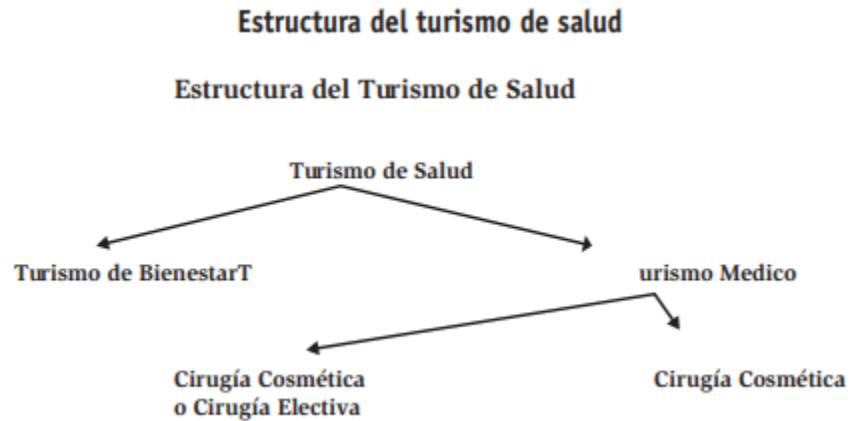 Estructura del turismo de salud
Estructura del Turismo de Salud
Turismo de Salud
Turismo de BienestarT urismo Medico
Cirugía Cosmética Cirugía Cosmética
o Cirugía Electiva